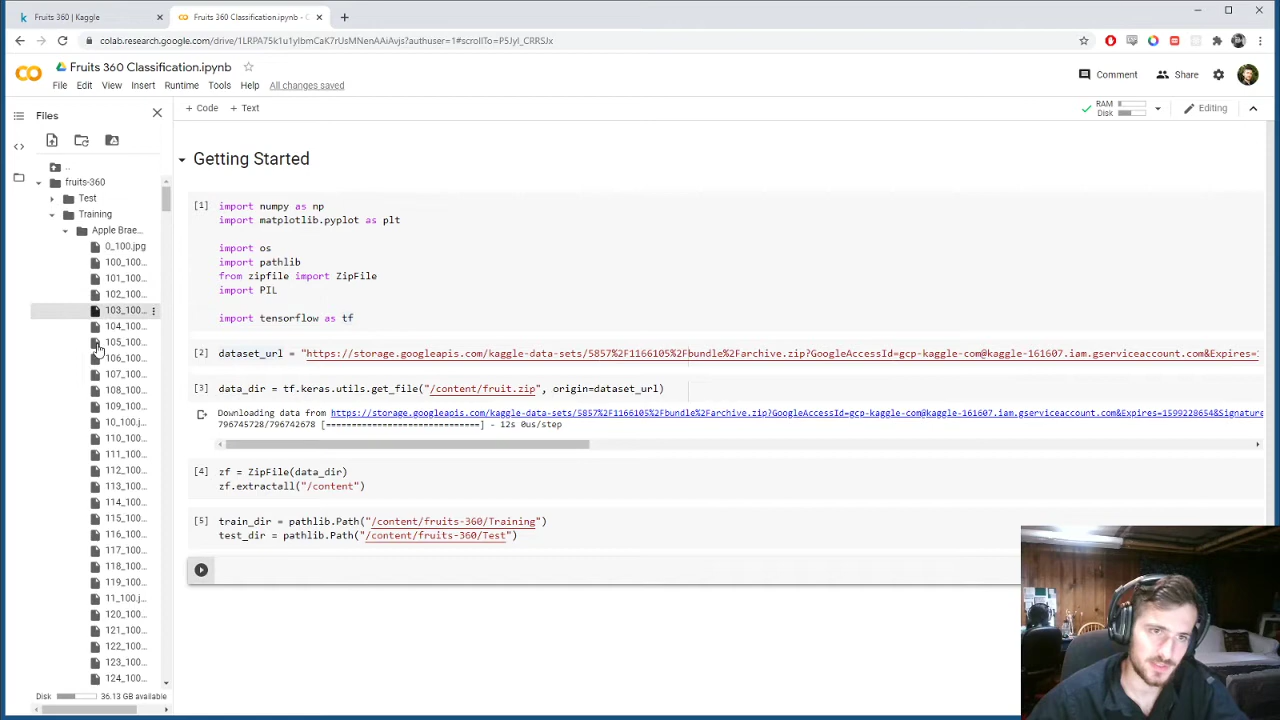 Fruits 360 | Kaggle
Fruits 360 Classification.ipynb - C
colab.research.google.com/drive/1LRPA75k1u1yIbmCaK7rUsMNenAAiAvjs?authuser=1#scrollTo=P5JyI_CRRSJx
Fruits 360 Classification.ipynb
Comment
Share
File Edit View Insert Runtime Tools Help All changes saved
+ Code + Text
RAM
Disk
Editing
Files
..
fruits-360
Test
Training
Apple Brae...
0_100.jpg
100_100...
101_100...
102_100...
103_100...
104_100...
105_100...
106_100...
107_100...
108_100...
109_100...
10_100.j...
110_100...
111_100...
112_100...
113_100...
114_100...
115_100...
116_100...
117_100...
118_100...
119_100...
11_100.j...
120_100...
121_100...
122_100...
123_100...
124_100...
Disk 36.13 GB available
Getting Started
[1] import numpy as np
import matplotlib.pyplot as plt
import os
import pathlib
from zipfile import ZipFile
import PIL
import tensorflow as tf
[2] dataset_url = "https://storage.googleapis.com/kaggle-data-sets/5857%2F1166105%2Fbundle%2Farchive.zip?GoogleAccessId=gcp-kaggle-com@kaggle-161607.iam.gserviceaccount.com&Expires=
[3] data_dir = tf.keras.utils.get_file("/content/fruit.zip", origin=dataset_url)
Downloading data from https://storage.googleapis.com/kaggle-data-sets/5857%2F1166105%2Fbundle%2Farchive.zip?GoogleAccessId=gcp-kaggle-com@kaggle-161607.iam.gserviceaccount.com&Expires=1599228654&Signature
796745728/796742678 [==============================] - 12s 0us/step
[4] zf = ZipFile(data_dir)
zf.extractall("/content")
[5] train_dir = pathlib.Path("/content/fruits-360/Training")
test_dir = pathlib.Path("/content/fruits-360/Test")